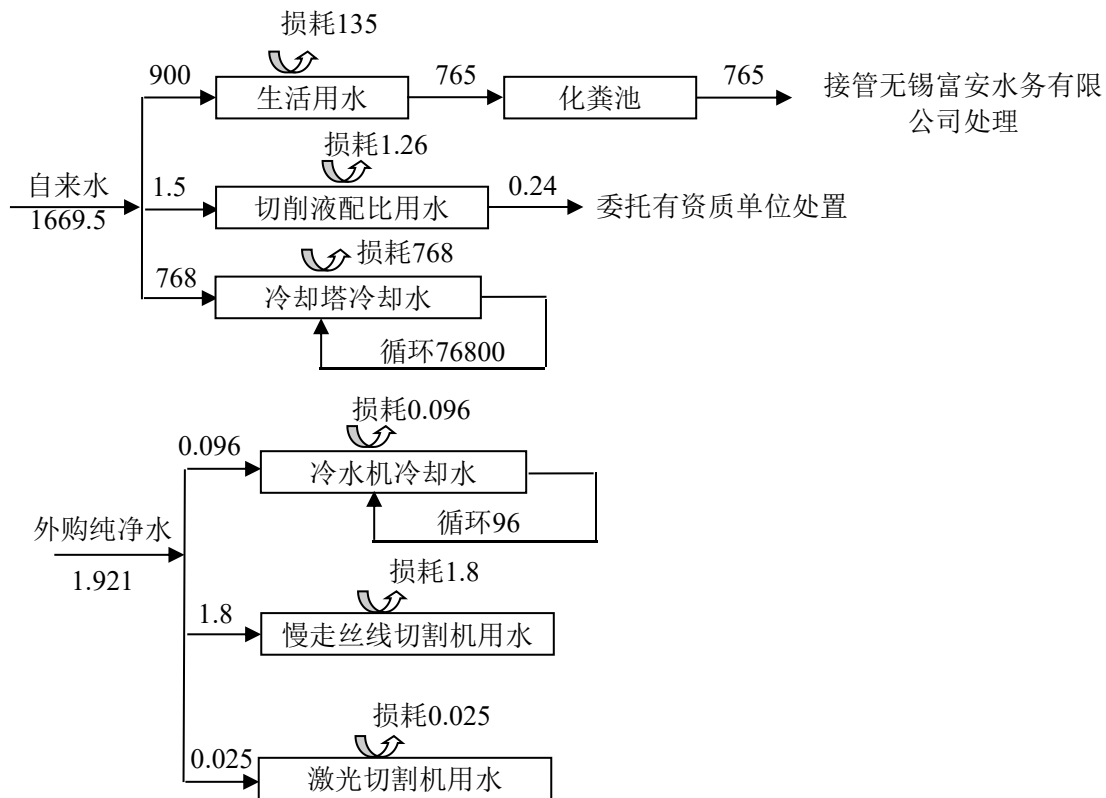 损耗135
900
生活用水
765
化粪池
765
接管无锡富安水务有限
公司处理
损耗1.26
自来水
1669.5
1.5
切削液配比用水
0.24
委托有资质单位处置
损耗768
768
冷却塔冷却水
循环76800
损耗0.096
0.096
冷水机冷却水
循环96
外购纯净水
1.921
损耗1.8
1.8
慢走丝线切割机用水
损耗0.025
0.025
激光切割机用水